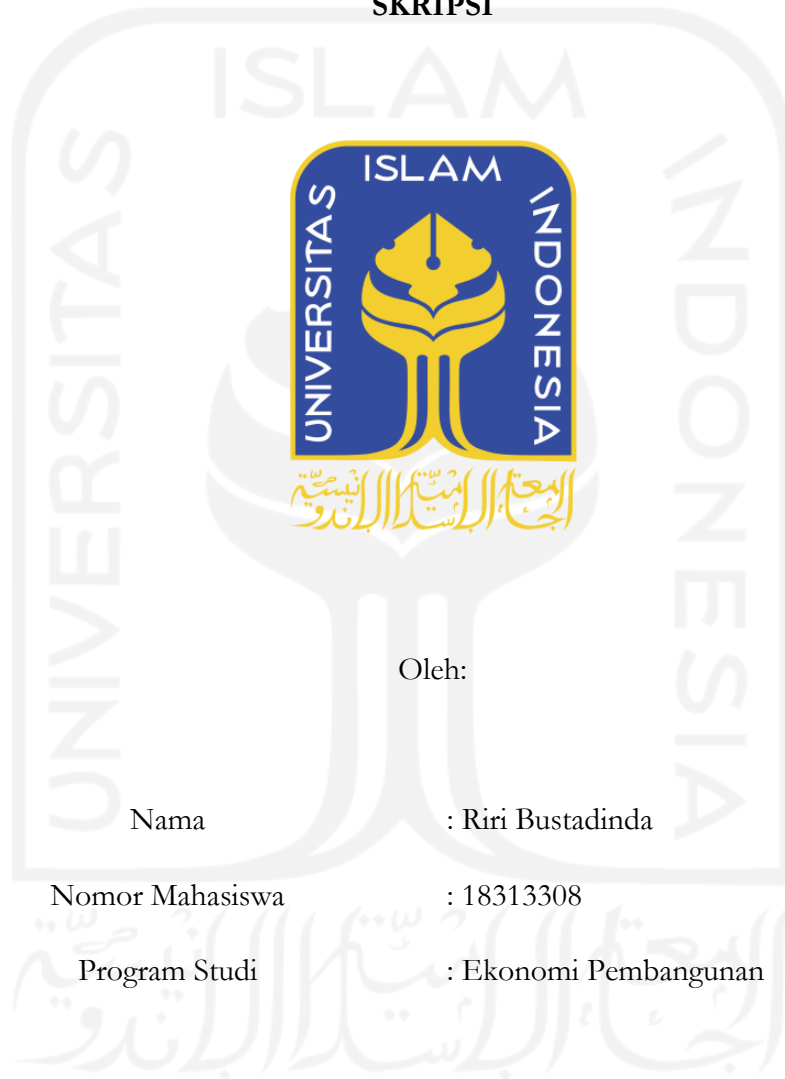 SKRIPSI
ISLAM
UNIVERSITAS
INDONESIA
الجامعة الإسلامية الإندونيسية
Oleh:
Nama : Riri Bustadinda
Nomor Mahasiswa : 18313308
Program Studi : Ekonomi Pembangunan